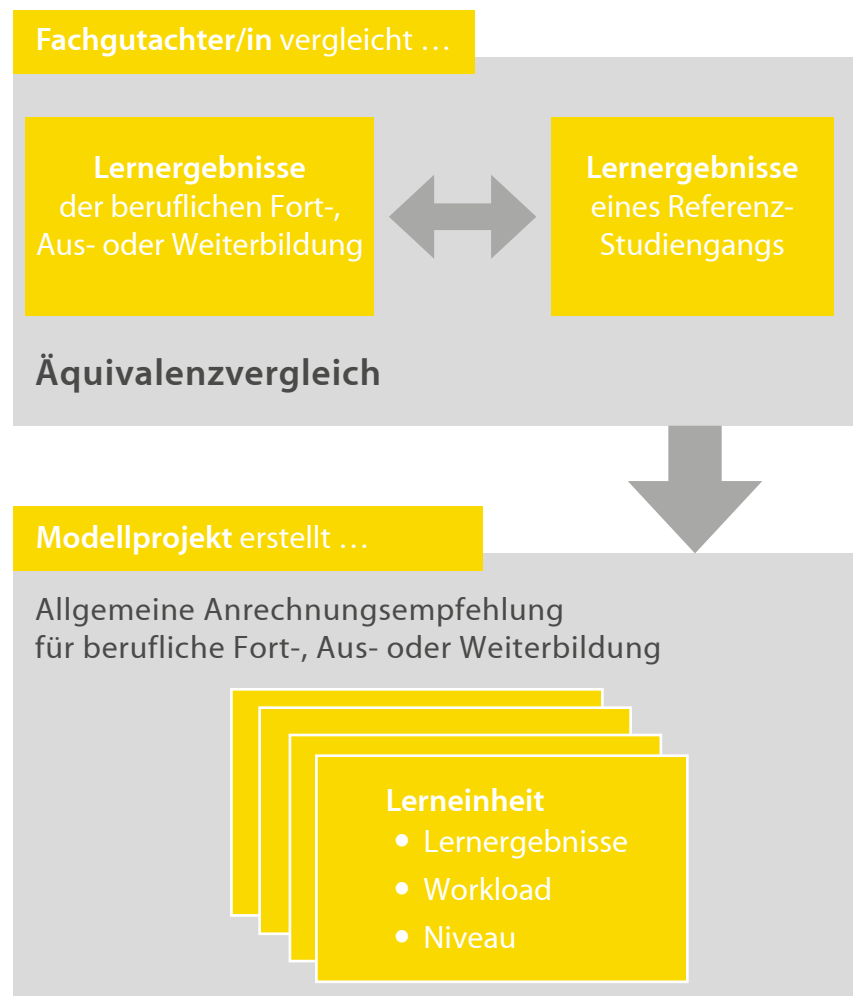 Fachgutachter/in vergleicht …
Lernergebnisse
der beruflichen Fort-,
Aus- oder Weiterbildung
Lernergebnisse
eines Referenz-
Studiengangs
Äquivalenzvergleich
Modellprojekt erstellt …
Allgemeine Anrechnungsempfehlung
für berufliche Fort-, Aus- oder Weiterbildung
Lerneinheit
• Lernergebnisse
• Workload
• Niveau